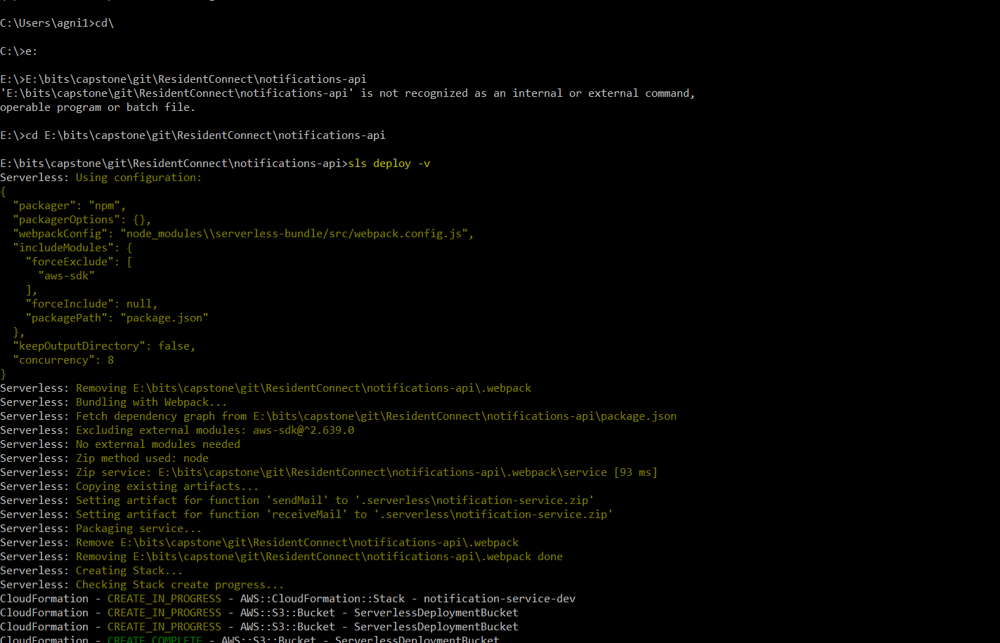 C:\Users\agni1>cd\
C:\>e:
E:\>E:\bits\capstone\git\ResidentConnect\notifications-api
'E:\bits\capstone\git\ResidentConnect\notifications-api' is not recognized as an internal or external command,
operable program or batch file.
E:\>cd E:\bits\capstone\git\ResidentConnect\notifications-api
E:\bits\capstone\git\ResidentConnect\notifications-api>sls deploy -v
Serverless: Using configuration:
{
  "packager": "npm",
  "packagerOptions": {},
  "webpackConfig": "node_modules\\serverless-bundle/src/webpack.config.js",
  "includeModules": {
    "forceExclude": [
      "aws-sdk"
    ],
    "forceInclude": null,
    "packagePath": "package.json"
  },
  "keepOutputDirectory": false,
  "concurrency": 8
}
Serverless: Removing E:\bits\capstone\git\ResidentConnect\notifications-api\.webpack
Serverless: Bundling with Webpack...
Serverless: Fetch dependency graph from E:\bits\capstone\git\ResidentConnect\notifications-api\package.json
Serverless: Excluding external modules: aws-sdk@^2.639.0
Serverless: No external modules needed
Serverless: Zip method used: node
Serverless: Zip service: E:\bits\capstone\git\ResidentConnect\notifications-api\.webpack\service [93 ms]
Serverless: Copying existing artifacts...
Serverless: Setting artifact for function 'sendMail' to '.serverless\notification-service.zip'
Serverless: Setting artifact for function 'receiveMail' to '.serverless\notification-service.zip'
Serverless: Packaging service...
Serverless: Remove E:\bits\capstone\git\ResidentConnect\notifications-api\.webpack
Serverless: Removing E:\bits\capstone\git\ResidentConnect\notifications-api\.webpack done
Serverless: Creating Stack...
Serverless: Checking Stack create progress...
CloudFormation - CREATE_IN_PROGRESS - AWS::CloudFormation::Stack - notification-service-dev
CloudFormation - CREATE_IN_PROGRESS - AWS::S3::Bucket - ServerlessDeploymentBucket
CloudFormation - CREATE_IN_PROGRESS - AWS::S3::Bucket - ServerlessDeploymentBucket
CloudFormation - CREATE_COMPLETE - AWS::S3::Bucket - ServerlessDeploymentBucket